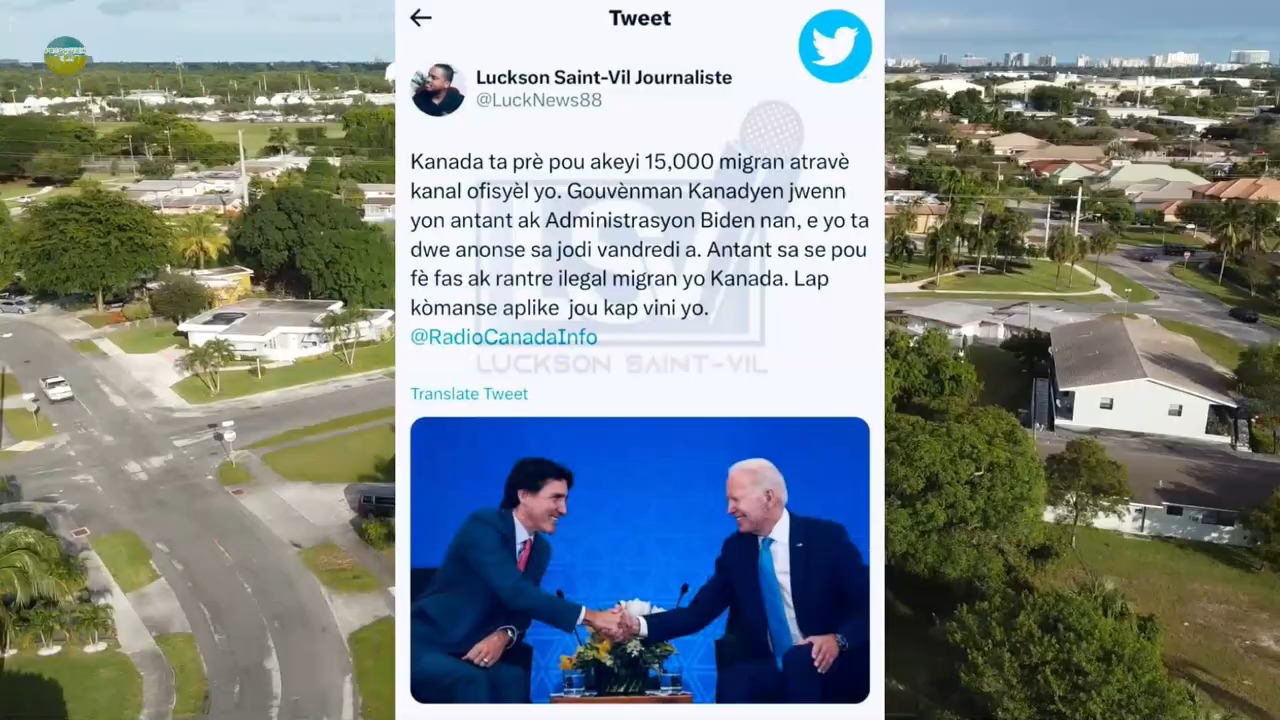 Tweet
Luckson Saint-Vil Journaliste
@LuckNews88
Kanada ta prè pou akeyi 15,000 migran atravè
kanal ofisyèl yo. Gouvènman Kanadyen jwenn
yon antant ak Administrasyon Biden nan, e yo ta
dwe anonse sa jodi vandredi a. Antant sa se pou
fè fas ak rantre ilegal migran yo Kanada. Lap
kòmanse aplike jou kap vini yo.
@RadioCanadaInfo
LUCKSON SAINT-VIL
Translate Tweet